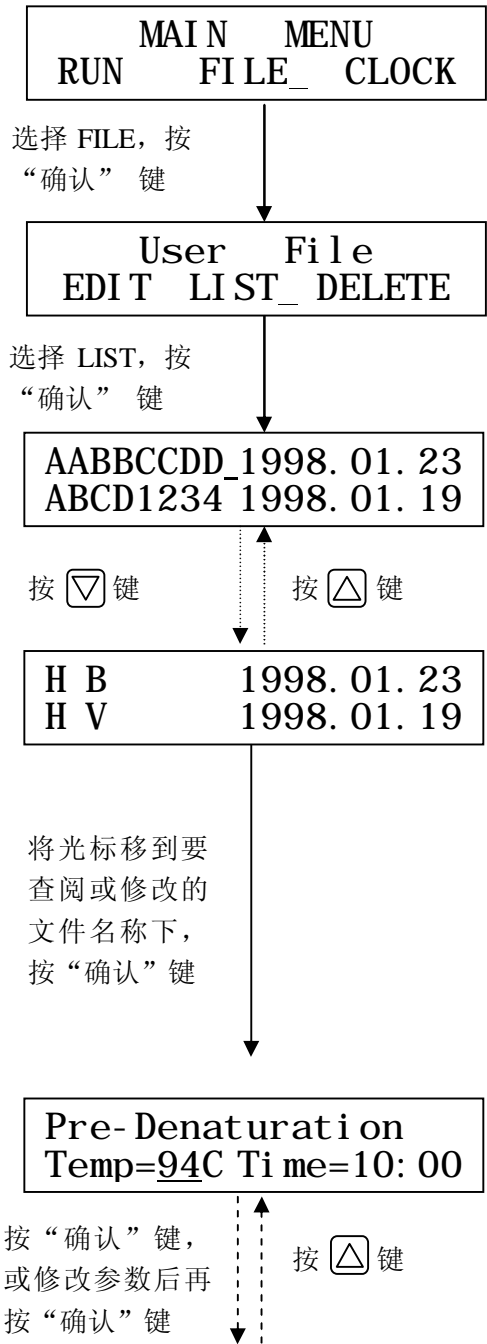 MAIN MENU
RUN FILE_ CLOCK
选择 FILE，按
“确认” 键
User File
EDIT LIST_ DELETE
选择 LIST，按
“确认” 键
AABBCCDD_1998.01.23
ABCD1234 1998.01.19
按 ▽ 键 按 △ 键
H B 1998.01.23
H V 1998.01.19
将光标移到要
查阅或修改的
文件名称下，
按“确认”键
Pre-Denaturation
Temp=94C Time=10:00
按“确认”键，
或修改参数后再
按“确认”键
按 △ 键